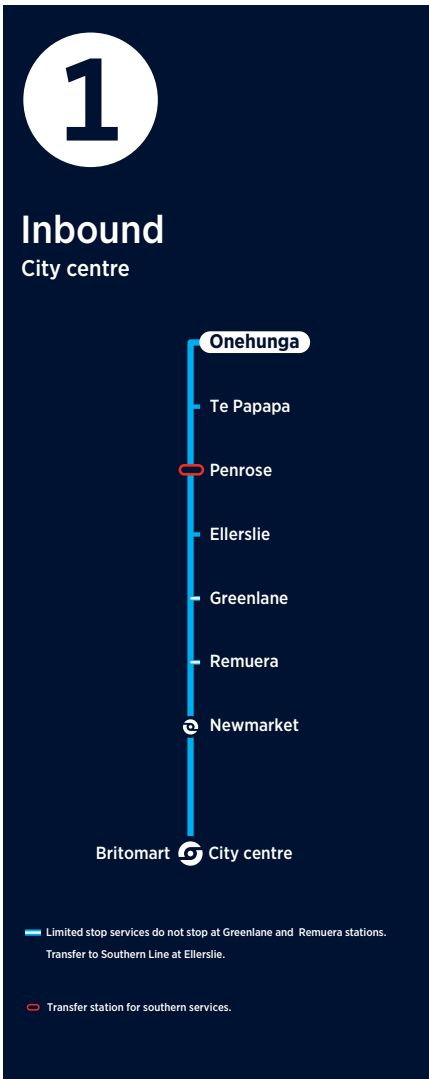 1
Inbound
City centre
Onehunga
Te Papapa
Penrose
Ellerslie
Greenlane
Remuera
Newmarket
Britomart City centre
Limited stop services do not stop at Greenlane and Remuera stations.
Transfer to Southern Line at Ellerslie.
Transfer station for southern services.